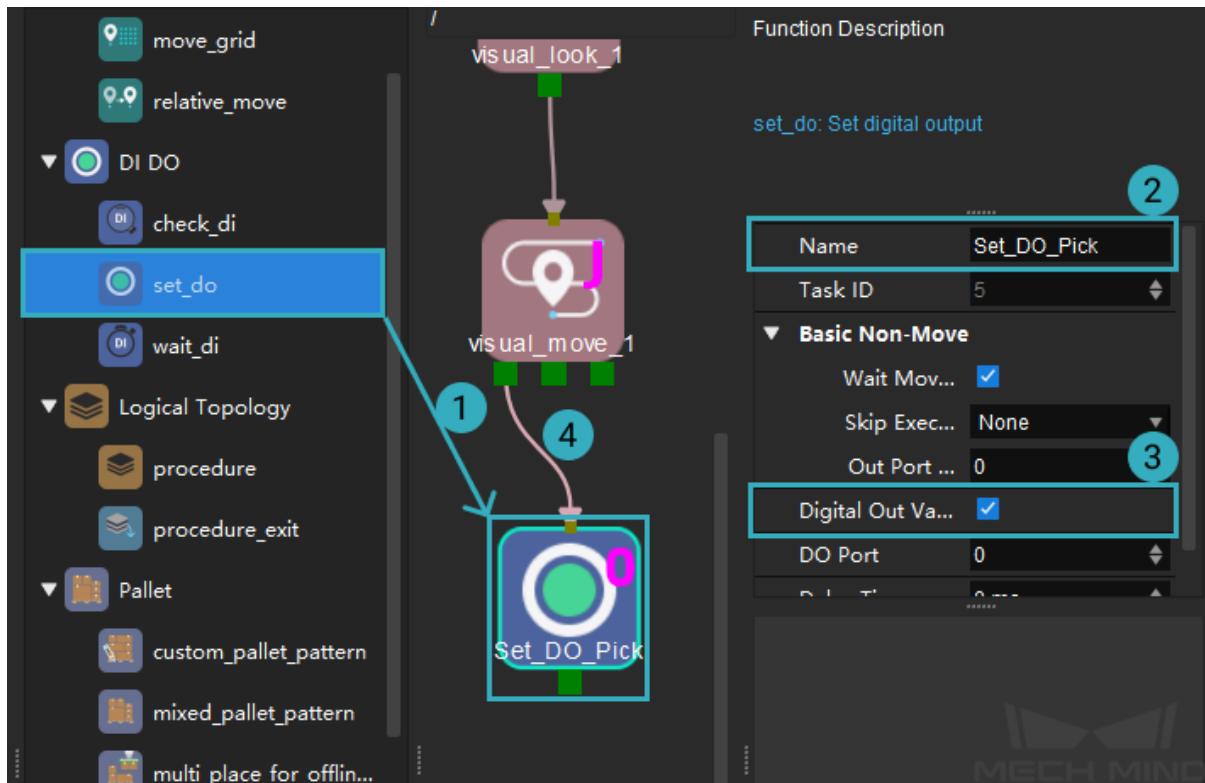 move_grid
relative_move
DI DO
DI
check_di
set_do
DI
wait_di
Logical Topology
procedure
procedure_exit
Pallet
custom_pallet_pattern
mixed_pallet_pattern
multi_place_for_offlin...
/
visual_look_1
J
visual_move_1
1
4
0
Set_DO_Pick
Function Description
set_do: Set digital output
2
Name Set_DO_Pick
Task ID 5
Basic Non-Move
Wait Mov...
Skip Exec... None
Out Port ... 0
3
Digital Out Va...
DO Port 0
MECH MIND